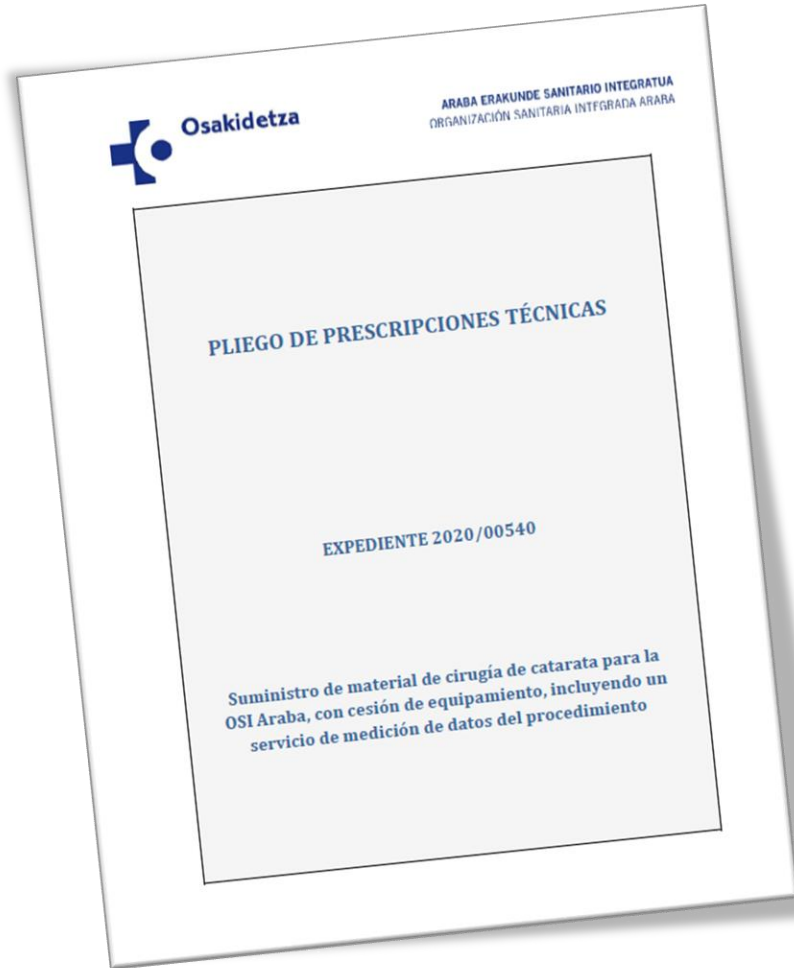 Osakidetza
ARABA ERAKUNDE SANITARIO INTEGRATUA
ORGANIZACIÓN SANITARIA INTEGRADA ARABA
PLIEGO DE PRESCRIPCIONES TÉCNICAS
EXPEDIENTE 2020/00540
Suministro de material de cirugía de catarata para la
OSI Araba, con cesión de equipamiento, incluyendo un
servicio de medición de datos del procedimiento